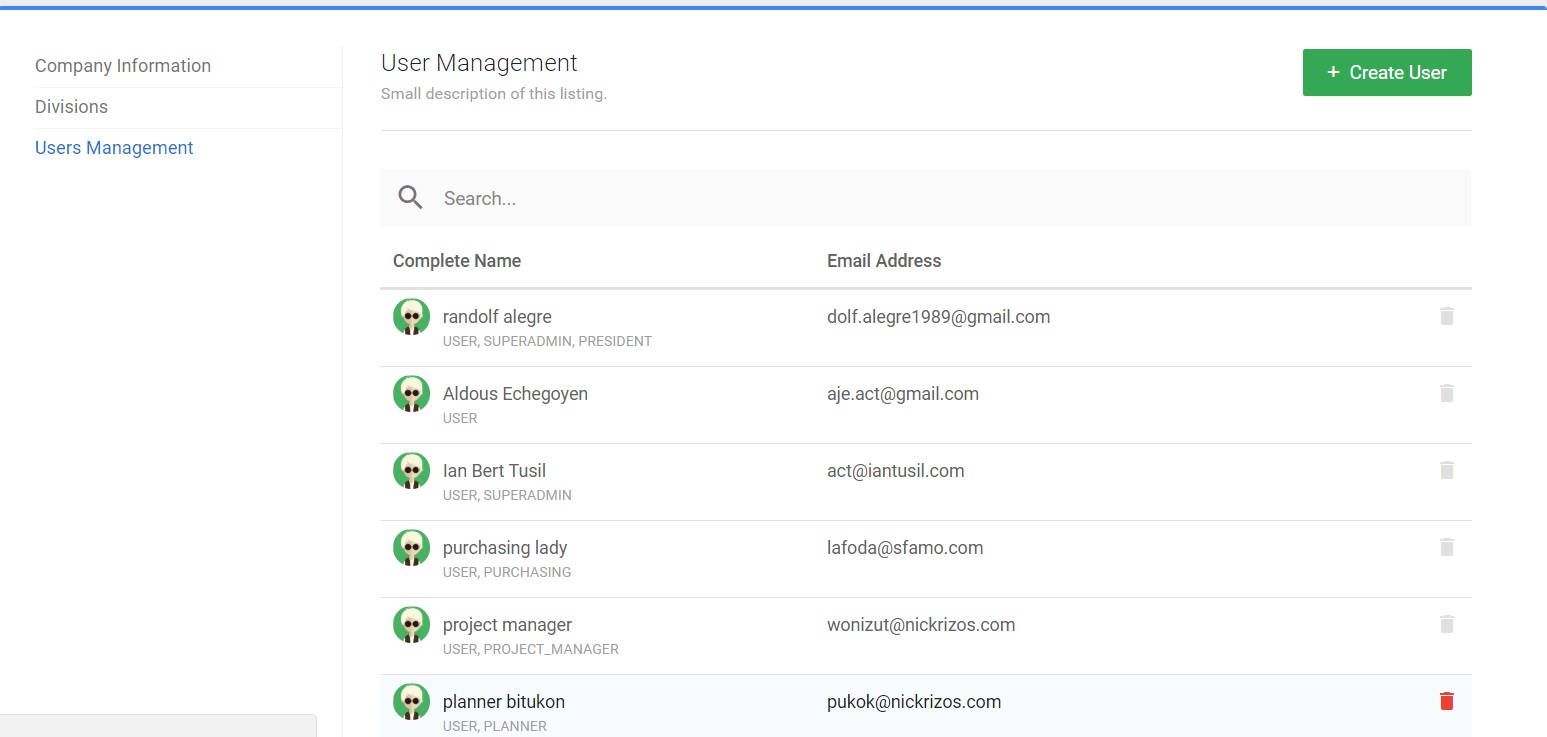 Company Information
Divisions
Users Management
User Management
Small description of this listing.
+ Create User
Search...
Complete Name Email Address
randolf alegre dolf.alegre1989@gmail.com
USER, SUPERADMIN, PRESIDENT
Aldous Echegoyen aje.act@gmail.com
USER
Ian Bert Tusil act@iantusil.com
USER, SUPERADMIN
purchasing lady lafoda@sfamo.com
USER, PURCHASING
project manager wonizut@nickrizos.com
USER, PROJECT_MANAGER
planner bitukon pukok@nickrizos.com
USER, PLANNER